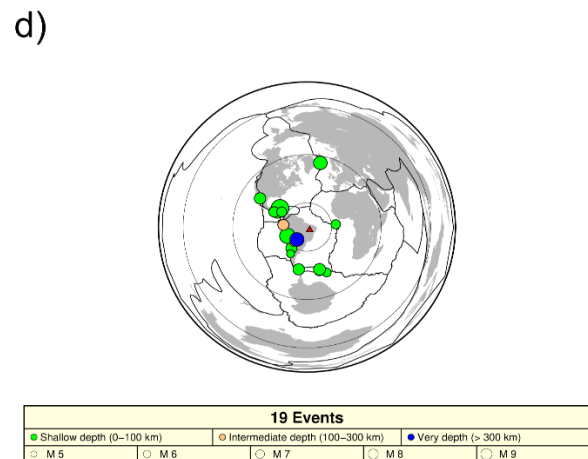 d)
19 Events
Shallow depth (0−100 km) Intermediate depth (100−300 km) Very depth (> 300 km)
M 5 M 6 M 7 M 8 M 9